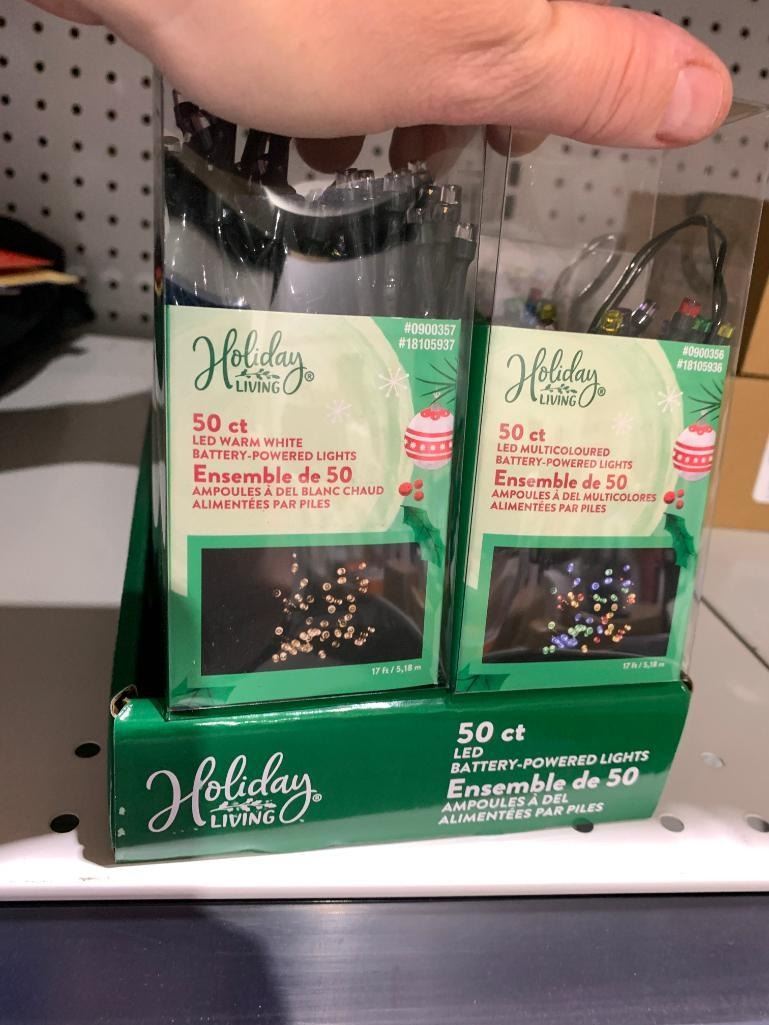 #0900357
#18105937
Holiday
LIVING®
50 ct
LED WARM WHITE
BATTERY-POWERED LIGHTS
Ensemble de 50
AMPOULES À DEL BLANC CHAUD
ALIMENTÉES PAR PILES
17 ft / 5,18 m
#0900356
#18105936
Holiday
LIVING®
50 ct
LED MULTICOLOURED
BATTERY-POWERED LIGHTS
Ensemble de 50
AMPOULES À DEL MULTICOLORES
ALIMENTÉES PAR PILES
17 ft / 5,18 m
Holiday
LIVING®
50 ct
LED
BATTERY-POWERED LIGHTS
Ensemble de 50
AMPOULES À DEL
ALIMENTÉES PAR PILES